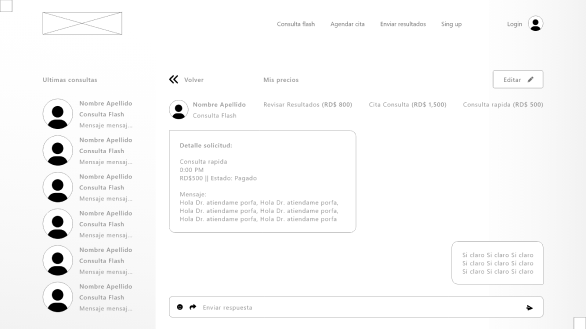 Consulta flash Agendar cita Enviar resultados Sing up Login
Ultimas consultas
Volver Mis precios Editar
Nombre Apellido
Consulta Flash
Mensaje mensaj...
Nombre Apellido
Consulta Flash
Mensaje mensaj...
Nombre Apellido
Consulta Flash
Mensaje mensaj...
Nombre Apellido
Consulta Flash
Mensaje mensaj...
Nombre Apellido
Consulta Flash
Mensaje mensaj...
Nombre Apellido
Consulta Flash
Mensaje mensaj...
Nombre Apellido Revisar Resultados (RD$ 800) Cita Consulta (RD$ 1,500) Consulta rapida (RD$ 500)
Consulta Flash
Detalle solicitud:
Consulta rapida
0:00 PM
RD$500 || Estado: Pagado
Mensaje:
Hola Dr. atiendame porfa, Hola Dr. atiendame porfa,
Hola Dr. atiendame porfa, Hola Dr. atiendame porfa,
Hola Dr. atiendame porfa, Hola Dr. atiendame porfa
Si claro Si claro Si claro
Si claro Si claro Si claro
Si claro Si claro Si claro
Enviar respuesta